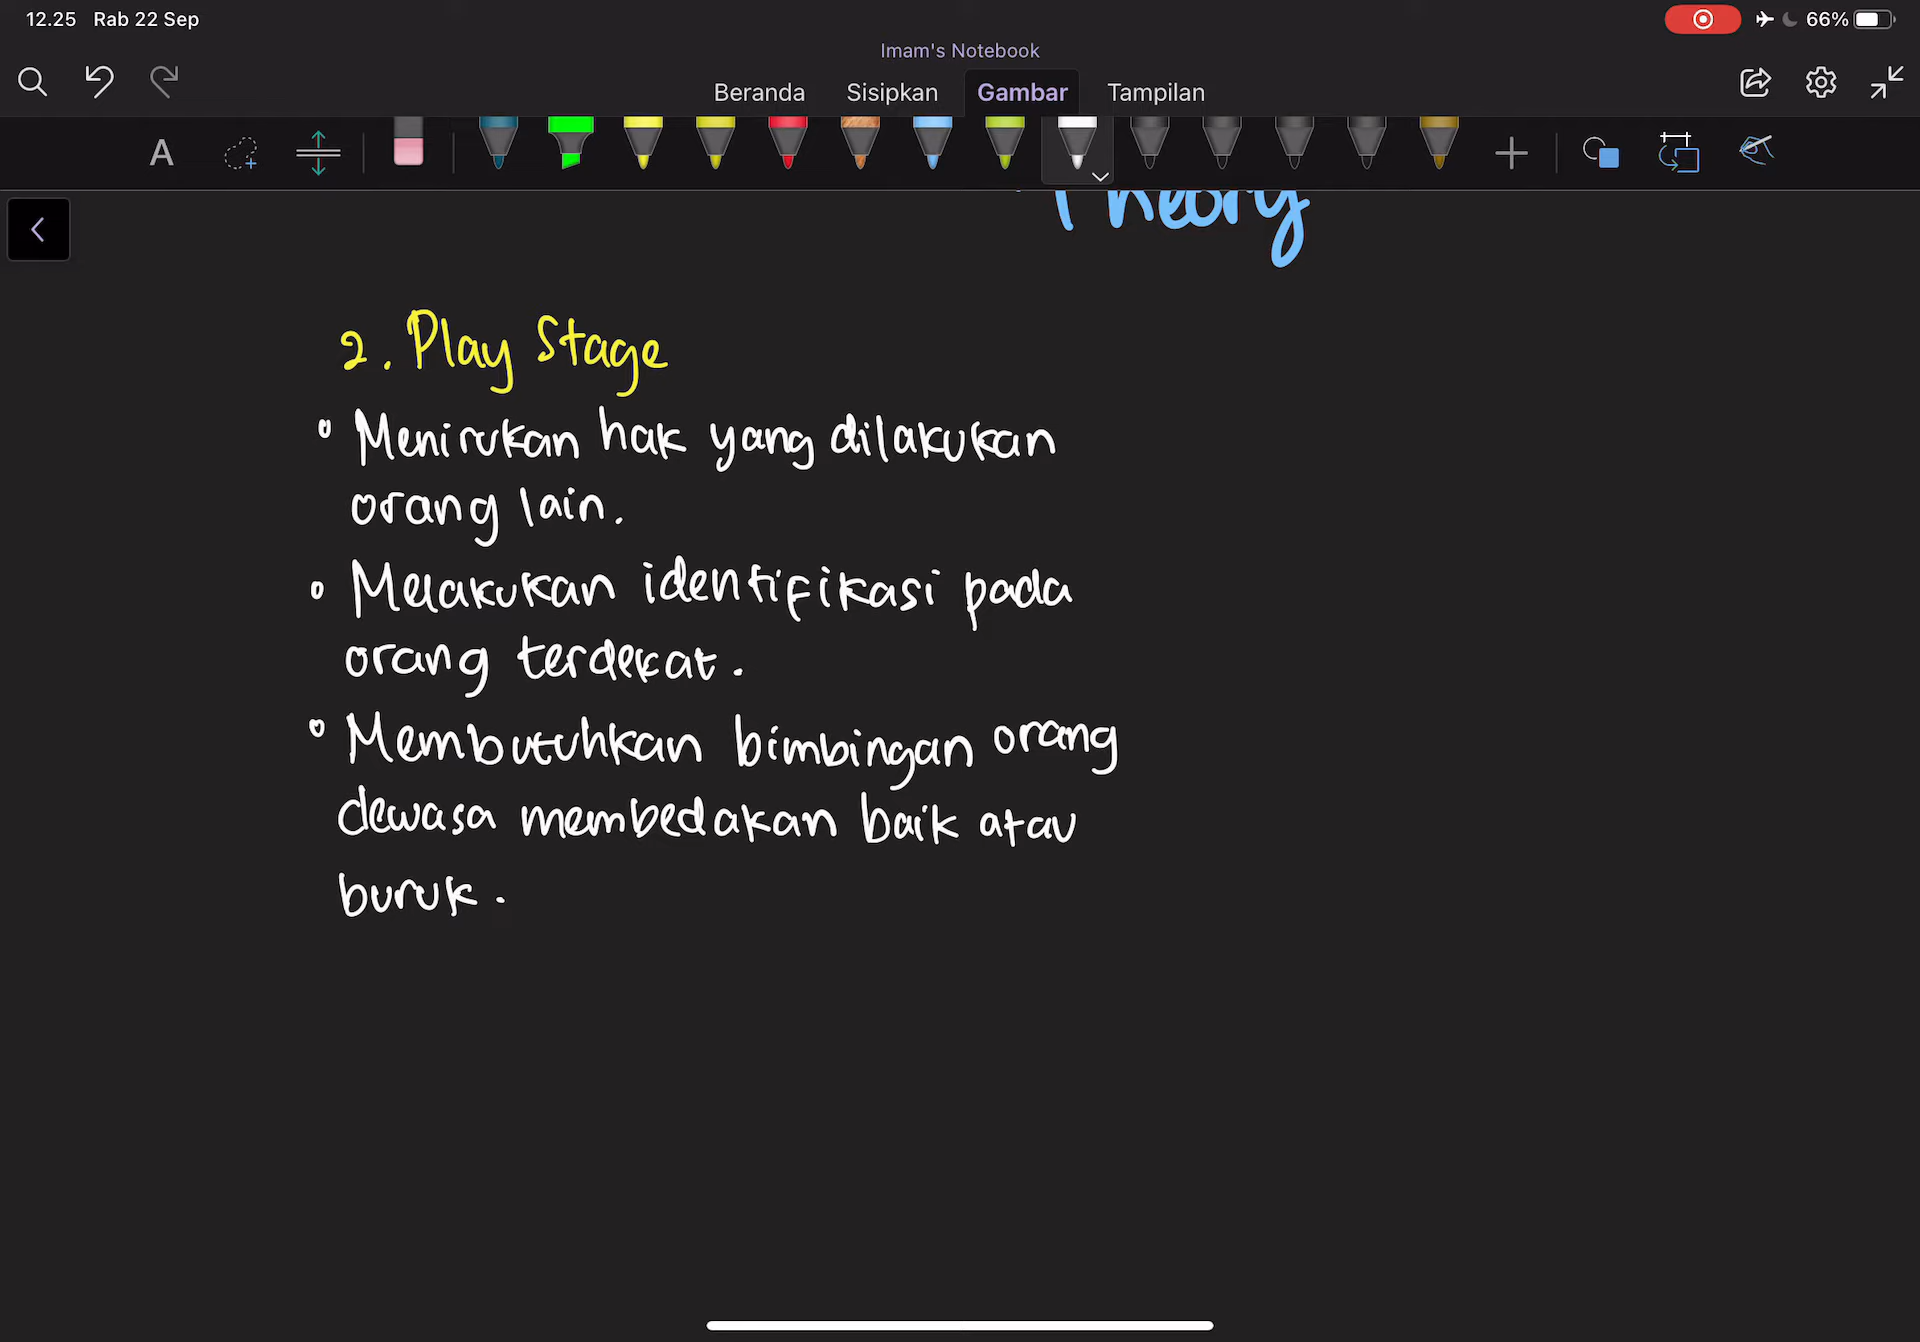 12.25 Rab 22 Sep
66%
Imam's Notebook
Beranda Sisipkan Gambar Tampilan
A
Theory
2. Play Stage
Menirukan hak yang dilakukan
orang lain.
Melakukan identifikasi pada
orang terdekat.
Membutuhkan bimbingan orang
dewasa membedakan baik atau
buruk.